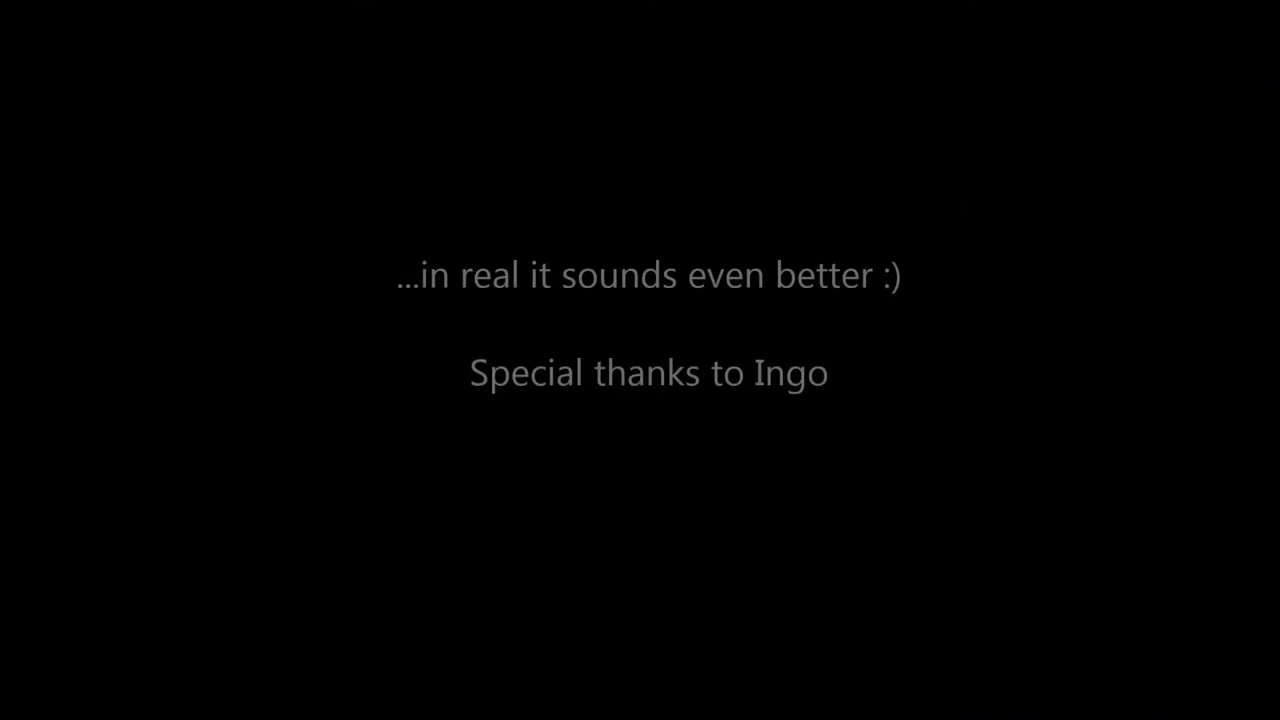 ...in real it sounds even better :)
Special thanks to Ingo